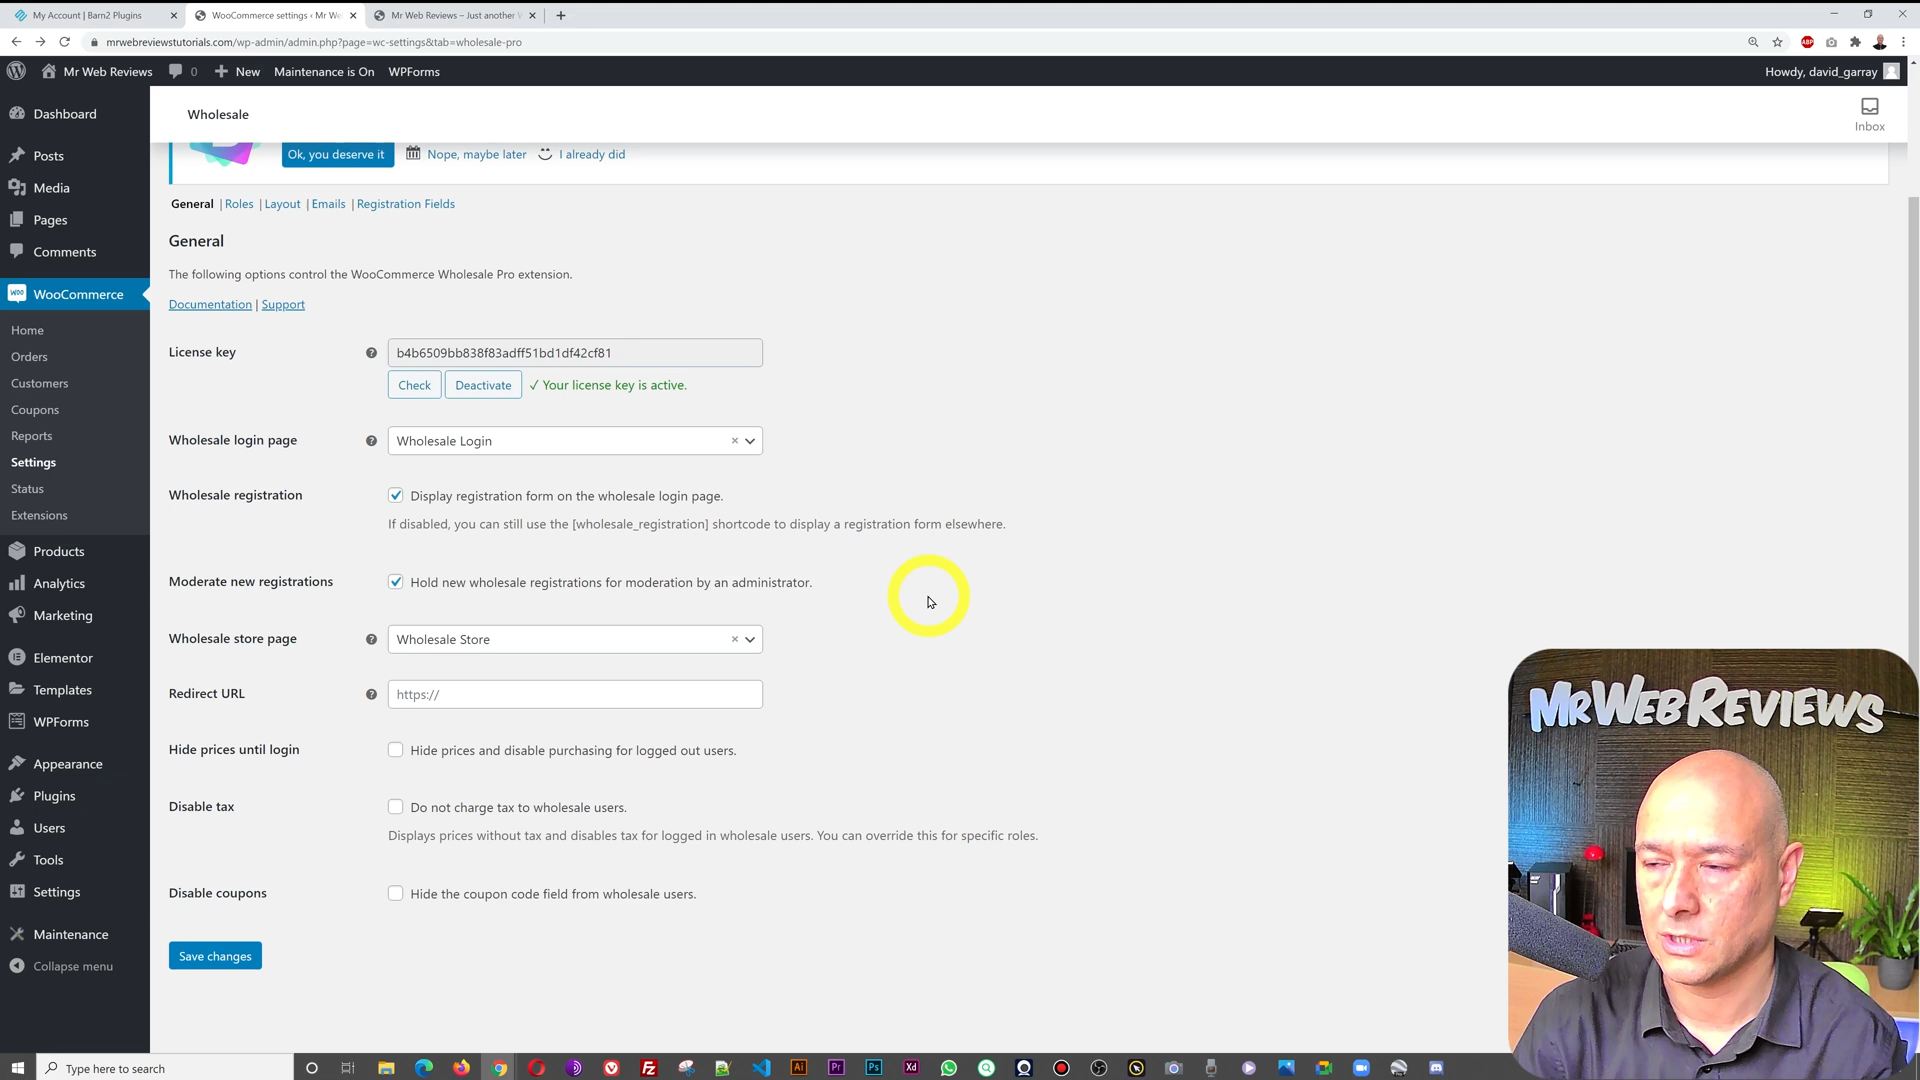 My Account | Barn2 Plugins
WooCommerce settings ‹ Mr We
Mr Web Reviews – Just another
mrwebreviewstutorials.com/wp-admin/admin.php?page=wc-settings&tab=wholesale-pro
ABP
Mr Web Reviews 0 New Maintenance is On WPForms
Howdy, david_garray
Dashboard
Posts
Media
Pages
Comments
WooCommerce
Home
Orders
Customers
Coupons
Reports
Settings
Status
Extensions
Products
Analytics
Marketing
Elementor
Templates
WPForms
Appearance
Plugins
Users
Tools
Settings
Maintenance
Collapse menu
Wholesale
Inbox
Ok, you deserve it Nope, maybe later I already did
General | Roles | Layout | Emails | Registration Fields
General
The following options control the WooCommerce Wholesale Pro extension.
Documentation | Support
License key b4b6509bb838f83adff51bd1df42cf81
Check Deactivate ✓ Your license key is active.
Wholesale login page Wholesale Login
Wholesale registration Display registration form on the wholesale login page.
If disabled, you can still use the [wholesale_registration] shortcode to display a registration form elsewhere.
Moderate new registrations Hold new wholesale registrations for moderation by an administrator.
Wholesale store page Wholesale Store
Redirect URL https://
Hide prices until login Hide prices and disable purchasing for logged out users.
Disable tax Do not charge tax to wholesale users.
Displays prices without tax and disables tax for logged in wholesale users. You can override this for specific roles.
Disable coupons Hide the coupon code field from wholesale users.
Save changes
MRWEBREVIEWS
Type here to search